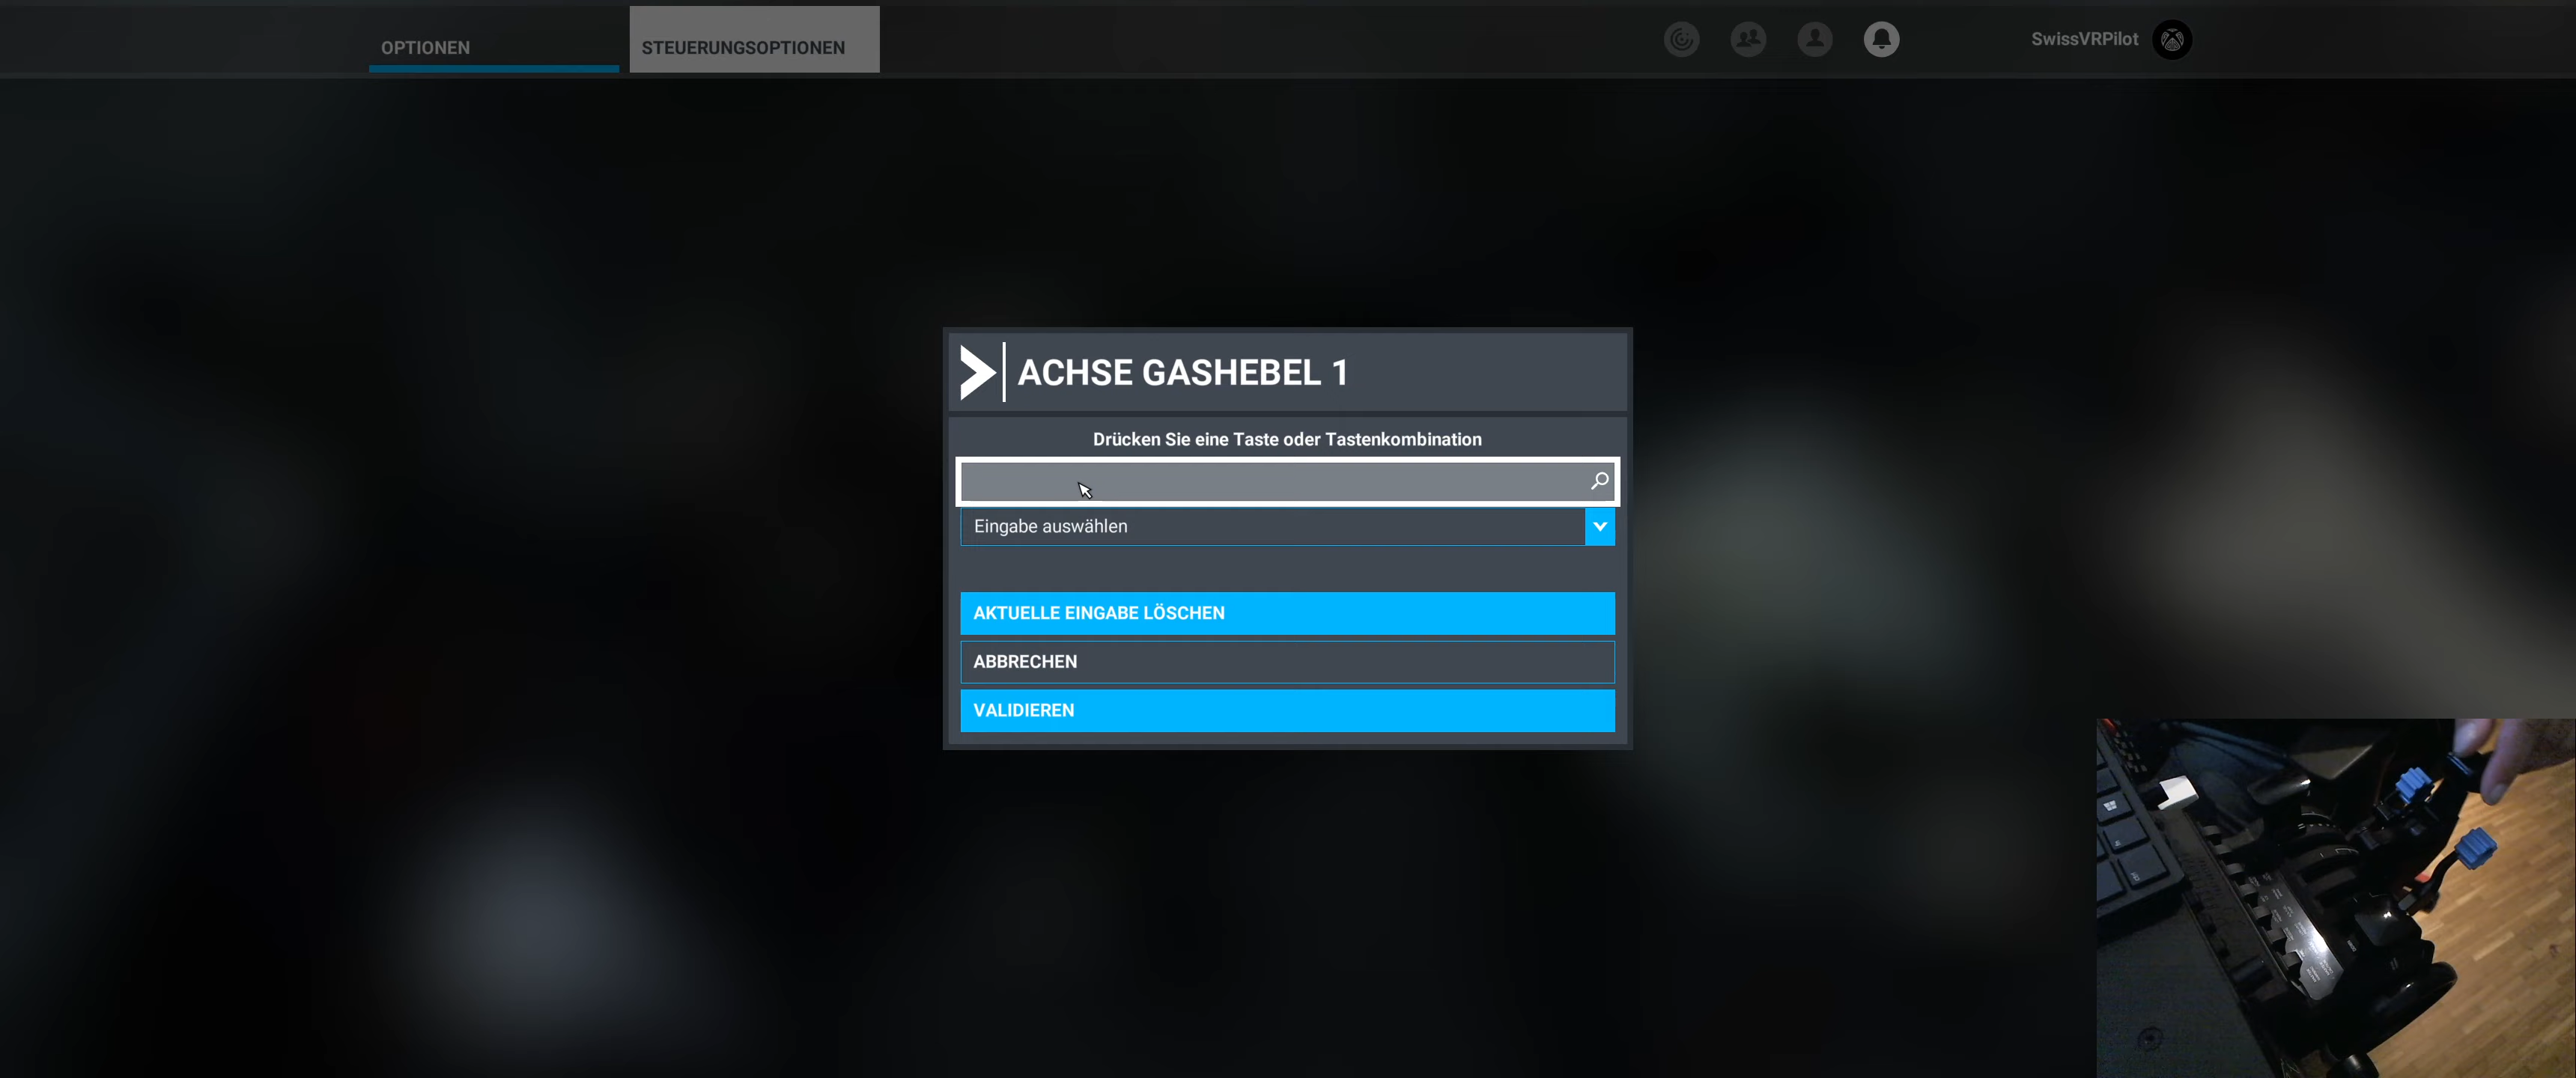 OPTIONEN
STEUERUNGSOPTIONEN
SwissVRPilot
ACHSE GASHEBEL 1
Drücken Sie eine Taste oder Tastenkombination
Eingabe auswählen
AKTUELLE EINGABE LÖSCHEN
ABBRECHEN
VALIDIEREN